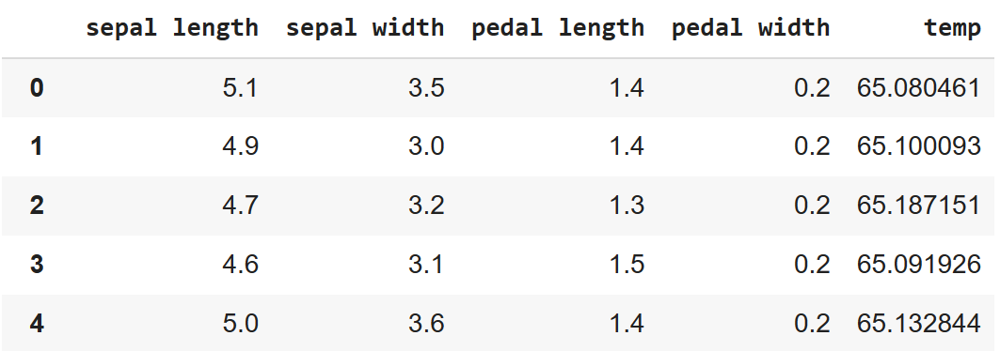 sepal length sepal width pedal length pedal width temp
0 5.1 3.5 1.4 0.2 65.080461
1 4.9 3.0 1.4 0.2 65.100093
2 4.7 3.2 1.3 0.2 65.187151
3 4.6 3.1 1.5 0.2 65.091926
4 5.0 3.6 1.4 0.2 65.132844